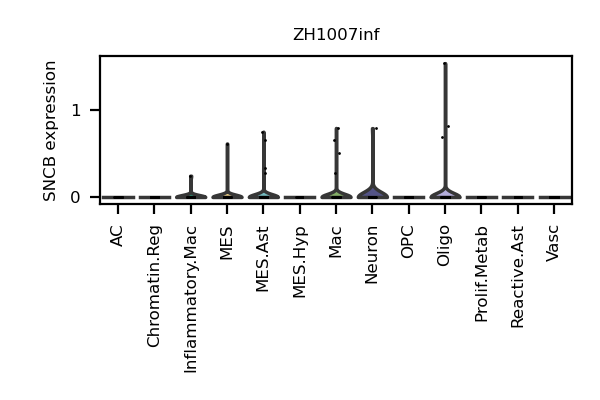 ZH1007inf
SNCB expression
1
0
AC
Chromatin.Reg
Inflammatory.Mac
MES
MES.Ast
MES.Hyp
Mac
Neuron
OPC
Oligo
Prolif.Metab
Reactive.Ast
Vasc